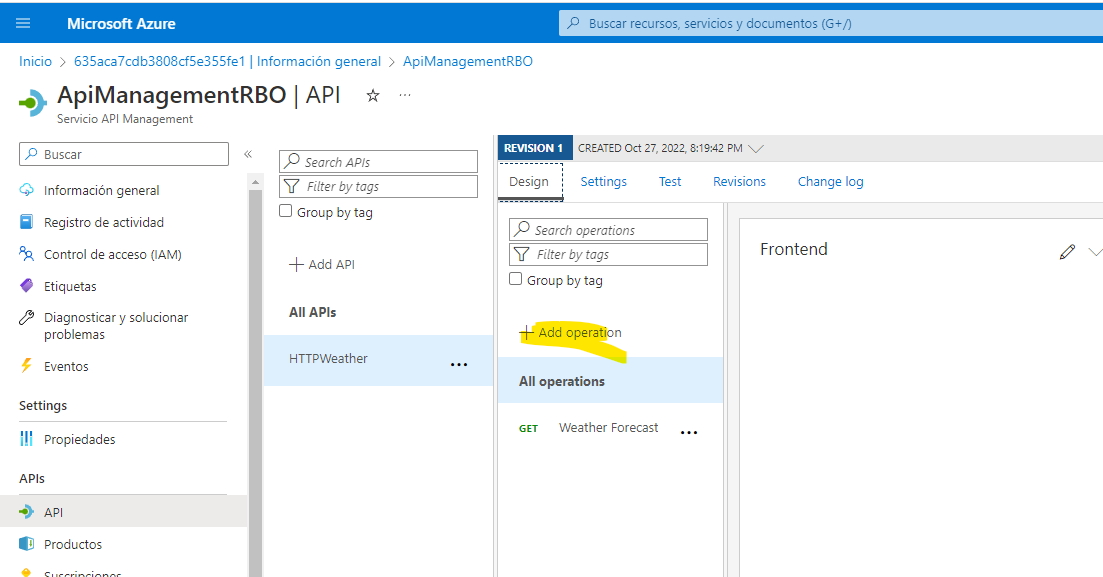 Microsoft Azure
Buscar recursos, servicios y documentos (G+/)
Inicio > 635aca7cdb3808cf5e355fe1 | Información general > ApiManagementRBO
ApiManagementRBO | API
Servicio API Management
Buscar
Información general
Registro de actividad
Control de acceso (IAM)
Etiquetas
Diagnosticar y solucionar
problemas
Eventos
Settings
Propiedades
APIs
API
Productos
Suscripciones
Search APIs
Filter by tags
Group by tag
Add API
All APIs
HTTPWeather
REVISION 1 CREATED Oct 27, 2022, 8:19:42 PM
Design Settings Test Revisions Change log
Search operations
Filter by tags
Group by tag
Add operation
All operations
GET Weather Forecast
Frontend